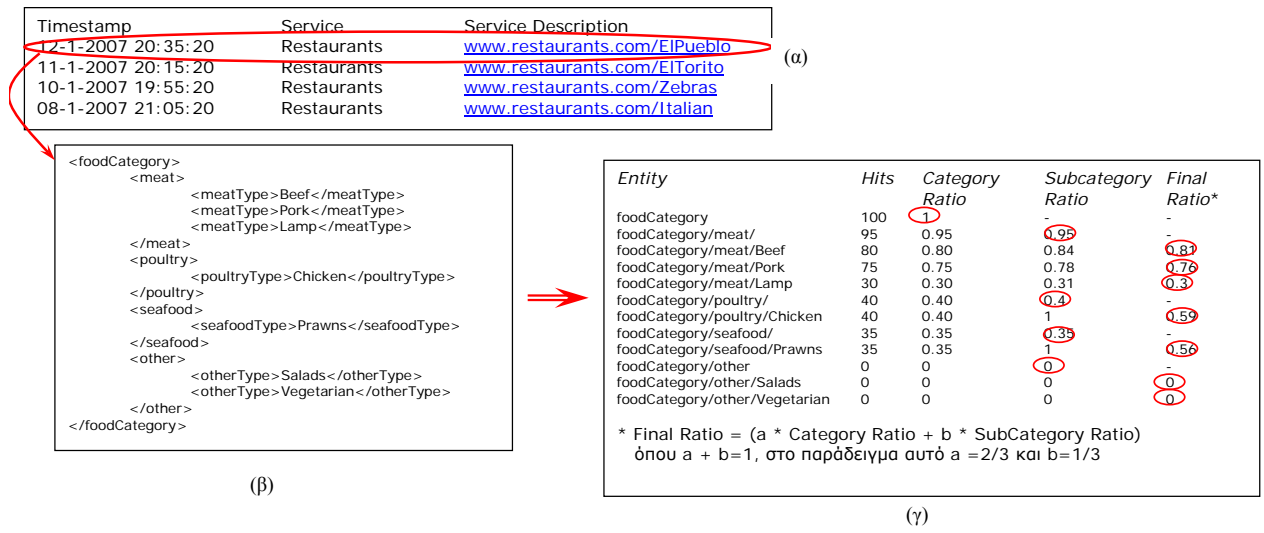 Timestamp Service Service Description
12-1-2007 20:35:20 Restaurants www.restaurants.com/ElPueblo
11-1-2007 20:15:20 Restaurants www.restaurants.com/ElTorito
10-1-2007 19:55:20 Restaurants www.restaurants.com/Zebras
08-1-2007 21:05:20 Restaurants www.restaurants.com/Italian
(α)
<foodCategory>
<meat>
<meatType>Beef</meatType>
<meatType>Pork</meatType>
<meatType>Lamp</meatType>
</meat>
<poultry>
<poultryType>Chicken</poultryType>
</poultry>
<seafood>
<seafoodType>Prawns</seafoodType>
</seafood>
<other>
<otherType>Salads</otherType>
<otherType>Vegetarian</otherType>
</other>
</foodCategory>
(β)
Entity Hits Category Subcategory Final
Ratio Ratio Ratio*
foodCategory 100 1 - -
foodCategory/meat/ 95 0.95 0.95 -
foodCategory/meat/Beef 80 0.80 0.84 0.81
foodCategory/meat/Pork 75 0.75 0.78 0.76
foodCategory/meat/Lamp 30 0.30 0.31 0.3
foodCategory/poultry/ 40 0.40 0.4 -
foodCategory/poultry/Chicken 40 0.40 1 0.59
foodCategory/seafood/ 35 0.35 0.35 -
foodCategory/seafood/Prawns 35 0.35 1 0.56
foodCategory/other 0 0 0 -
foodCategory/other/Salads 0 0 0 0
foodCategory/other/Vegetarian 0 0 0 0
* Final Ratio = (a * Category Ratio + b * SubCategory Ratio)
όπου a + b=1, στο παράδειγμα αυτό a =2/3 και b=1/3
(γ)